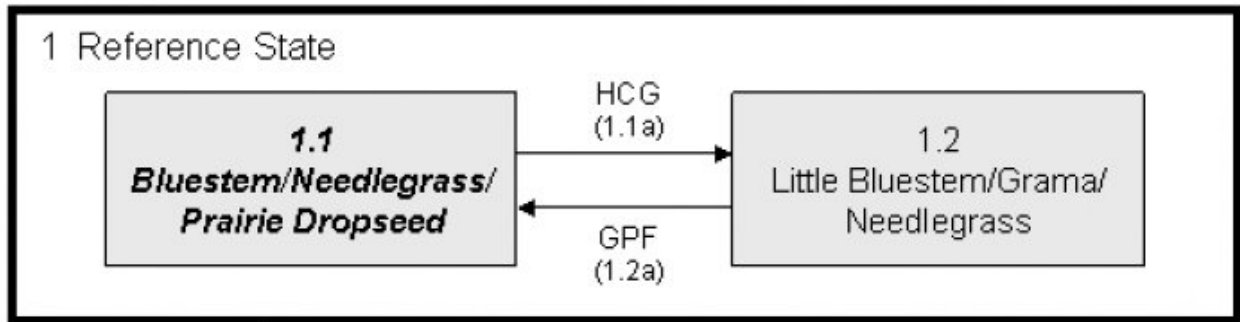 1 Reference State
HCG
(1.1a)
1.1
Bluestem/Needlegrass/
Prairie Dropseed
1.2
Little Bluestem/Grama/
Needlegrass
GPF
(1.2a)